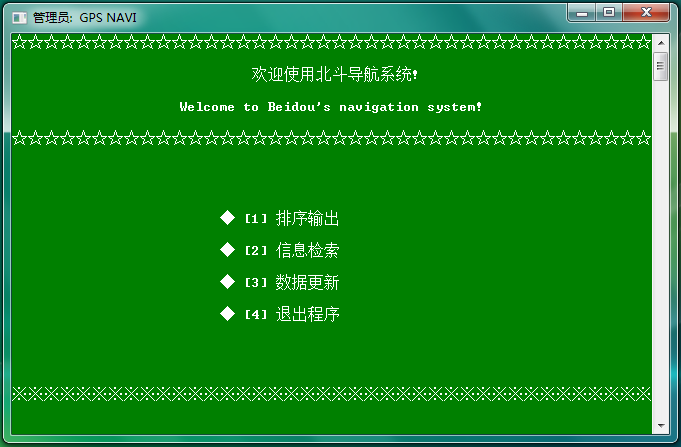 管理员: GPS NAVI
☆☆☆☆☆☆☆☆☆☆☆☆☆☆☆☆☆☆☆☆☆☆☆☆☆☆☆☆☆☆☆☆☆☆☆☆☆☆☆☆
欢迎使用北斗导航系统!
Welcome to Beidou's navigation system!
☆☆☆☆☆☆☆☆☆☆☆☆☆☆☆☆☆☆☆☆☆☆☆☆☆☆☆☆☆☆☆☆☆☆☆☆☆☆☆☆
◆ [1] 排序输出
◆ [2] 信息检索
◆ [3] 数据更新
◆ [4] 退出程序
※※※※※※※※※※※※※※※※※※※※※※※※※※※※※※※※※※※※※※※※